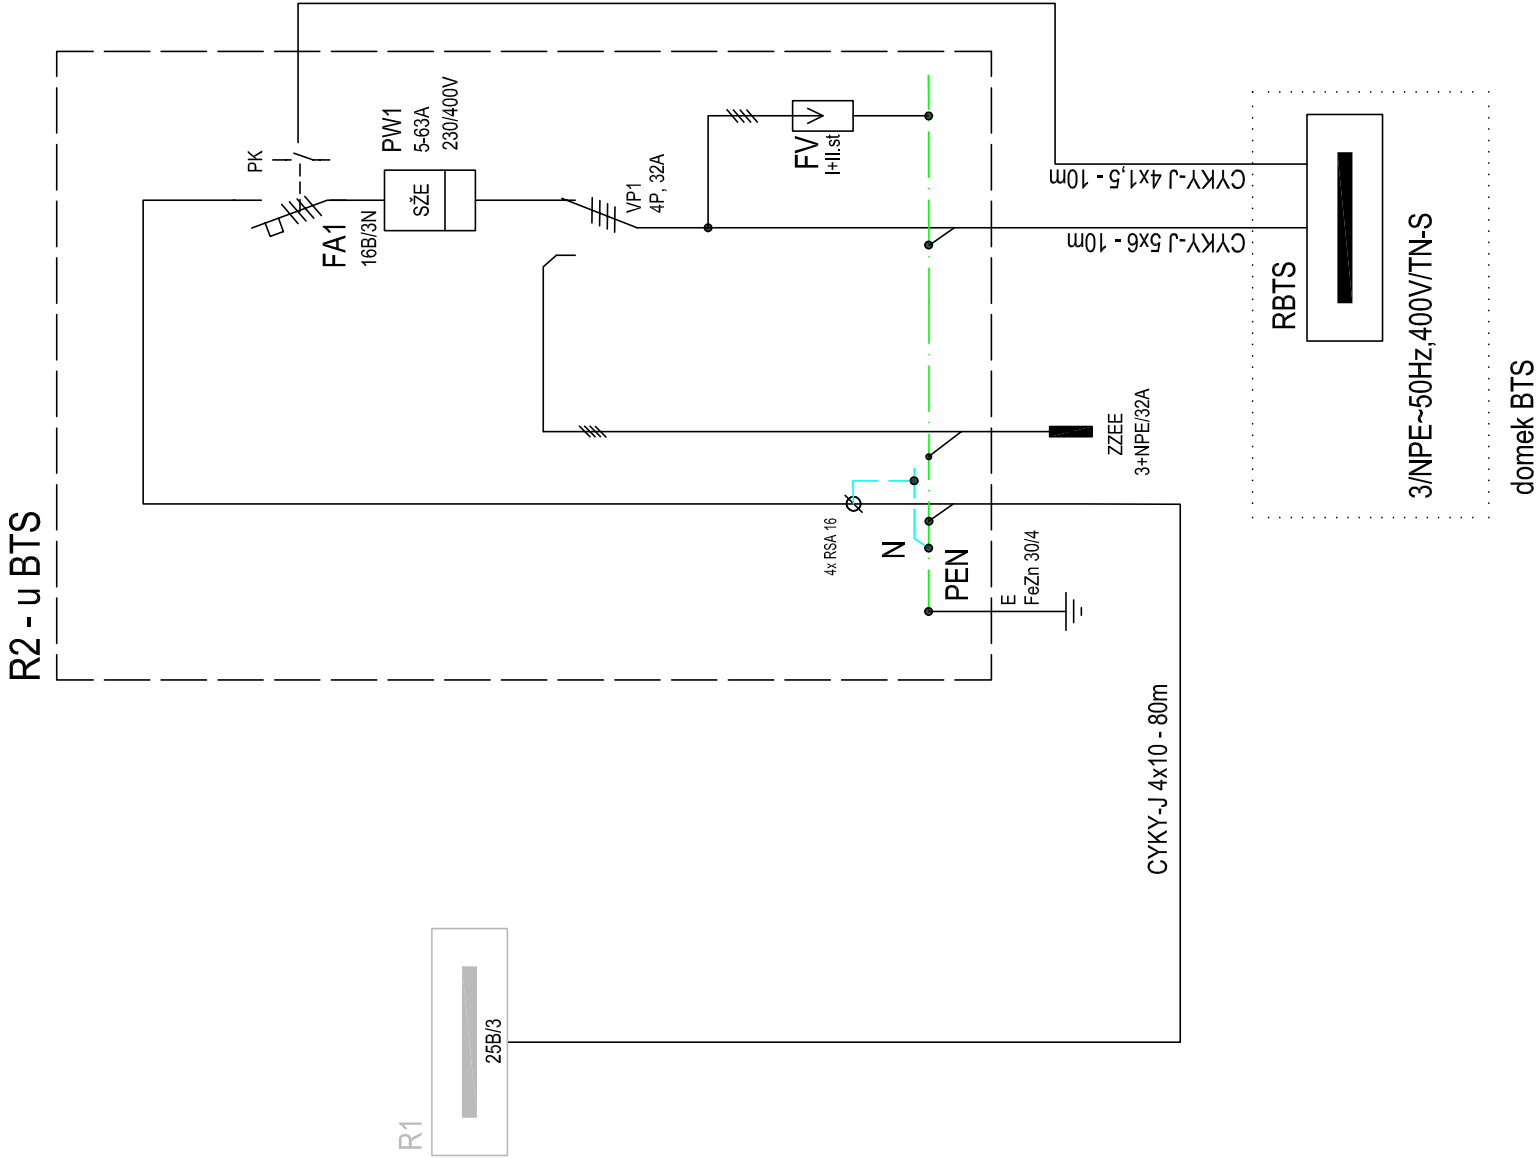 R2 - u BTS
PK
FA1
16B/3N
PW1
5-63A
230/400V
SŽE
VP1
4P, 32A
FV
I+II.st
CYKY-J 4x1,5 - 10m
CYKY-J 5x6 - 10m
RBTS
3/NPE~50Hz,400V/TN-S
domek BTS
ZZEE
3+NPE/32A
4x RSA 16
N
PEN
E
FeZn 30/4
CYKY-J 4x10 - 80m
R1
25B/3